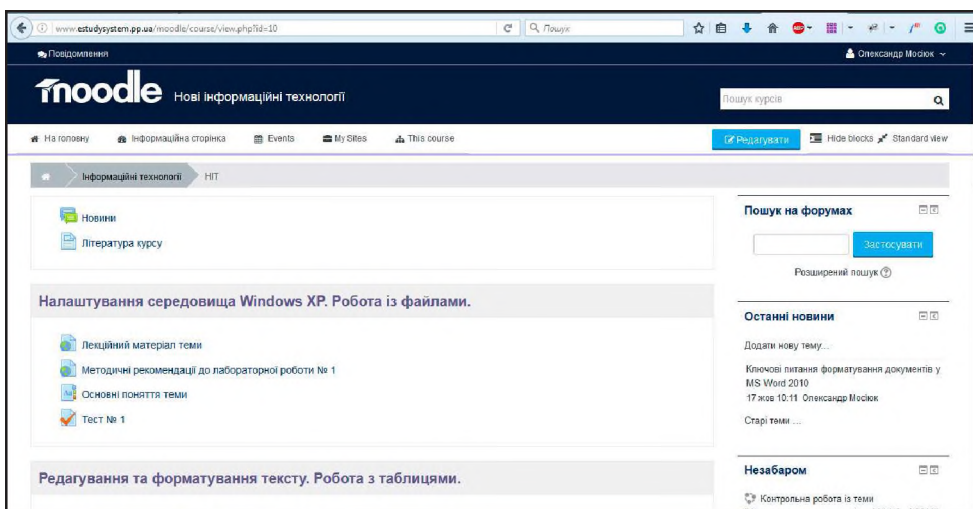 www.estudysystem.pp.ua/moodle/course/view.php?id=10
Пошук
Повідомлення
Олександр Мосіюк
moodle Нові інформаційні технології
Пошук курсів
На головну Інформаційна сторінка Events My Sites This course
Редагувати Hide blocks Standard view
Інформаційні технології НІТ
Новини
Література курсу
Налаштування середовища Windows XP. Робота із файлами.
Лекційний матеріал теми
Методичні рекомендації до лабораторної роботи № 1
Основні поняття теми
Тест № 1
Редагування та форматування тексту. Робота з таблицями.
Пошук на форумах
Застосувати
Розширений пошук
Останні новини
Додати нову тему...
Ключові питання форматування документів у
MS Word 2010
17 жов 10:11 Олександр Мосіюк
Старі теми ...
Незабаром
Контрольна робота із теми